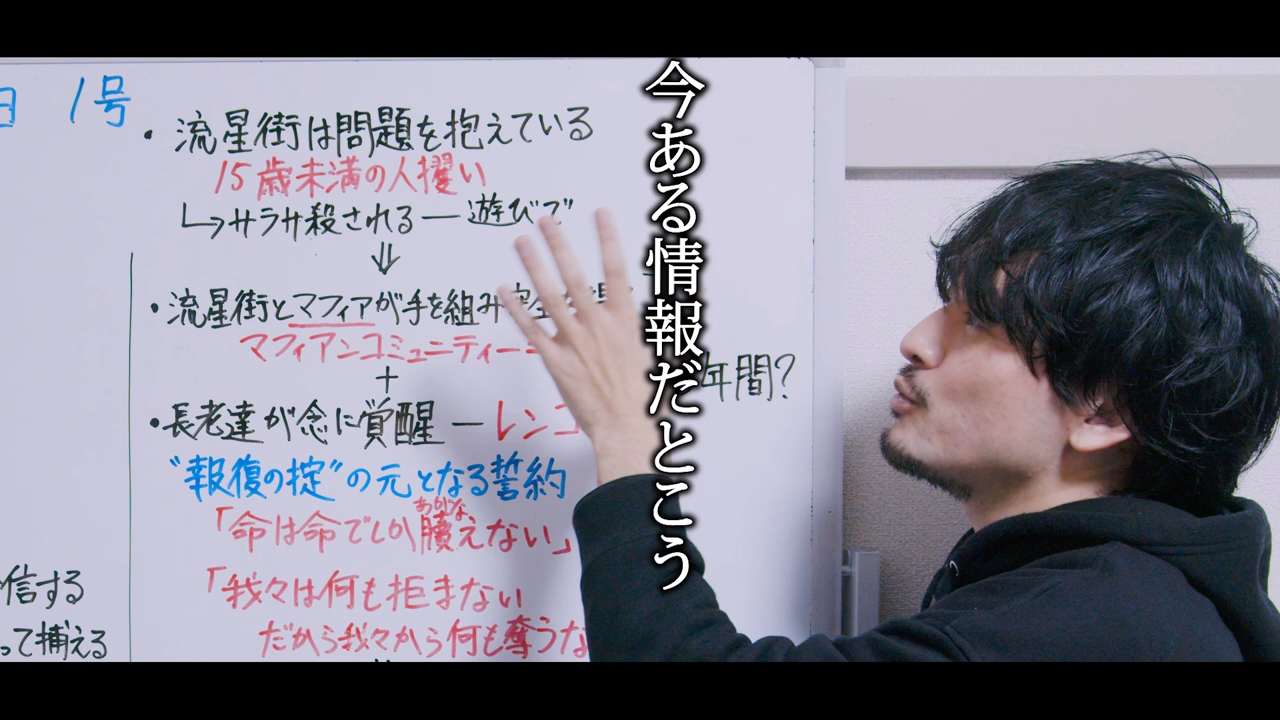 日 1号
・流星街は問題を抱えている
15歳未満の人攫い
↳サラサ殺される―遊びで
⇓
・流星街とマフィアが手を組み
マフィアンコミュニティー
+
・長老達が念に覚醒―レンコ
“報復の掟”の元となる誓約
あがな
「命は命でしか贖えない」
「我々は何も拒まない
だから我々から何も奪うな
信する
って捕える
年間?
今ある情報だとこう